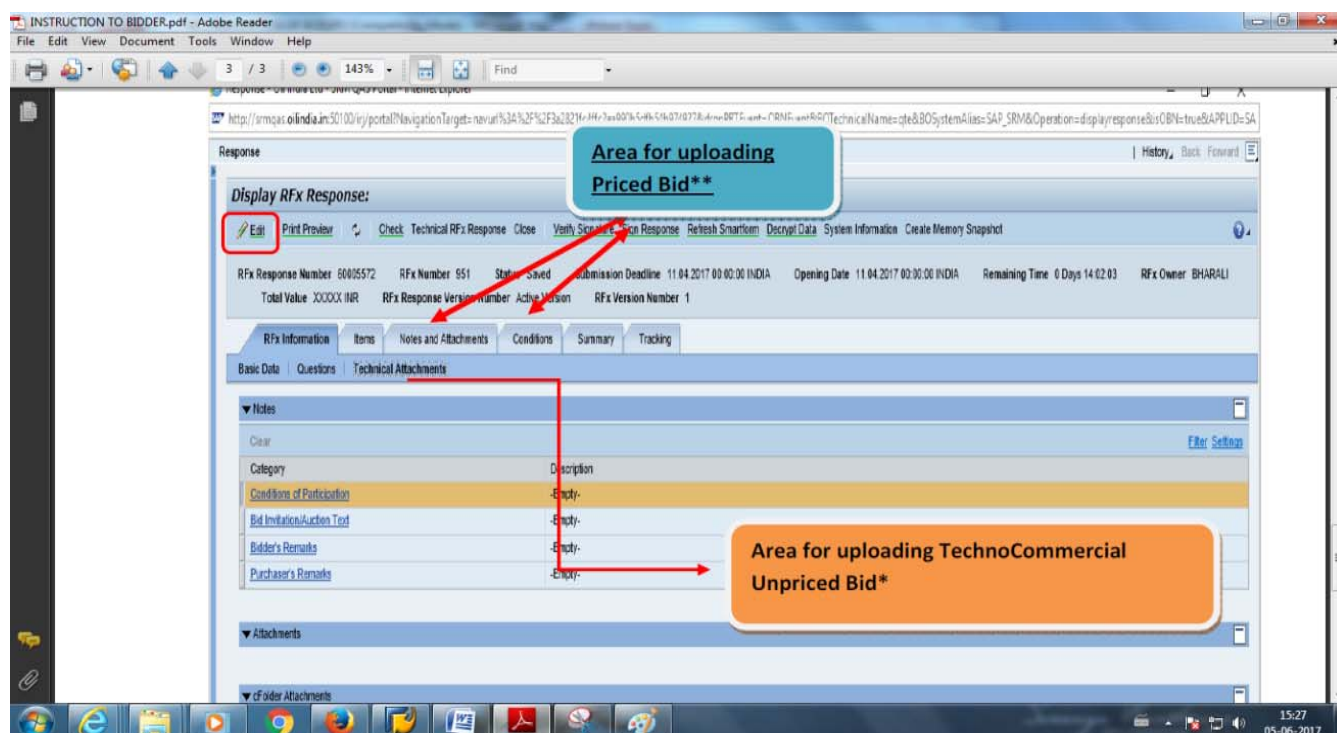 INSTRUCTION TO BIDDER.pdf - Adobe Reader
File Edit View Document Tools Window Help
3 / 3 143% Find
Response
History Back Forward
Area for uploading
Priced Bid**
Display RFx Response:
Edit Print Preview Check Technical RFx Response Close Verify Signature Sign Response Refresh Smartform Decrypt Data System Information Create Memory Snapshot
RFx Response Number 60005572 RFx Number 951 Status Saved Submission Deadline 11.04.2017 00:00:00 INDIA Opening Date 11.04.2017 00:00:00 INDIA Remaining Time 0 Days 14:02:03 RFx Owner BHARALI
Total Value XXXXX INR RFx Response Version Number Active Version RFx Version Number 1
RFx Information Items Notes and Attachments Conditions Summary Tracking
Basic Data Questions Technical Attachments
Notes
Clear Filter Settings
Category Description
Conditions of Participation -Empty-
Bid Invitation/Auction Text -Empty-
Bidder's Remarks -Empty-
Purchaser's Remarks -Empty-
Area for uploading TechnoCommercial
Unpriced Bid*
Attachments
cFolder Attachments
15:27
05-06-2017